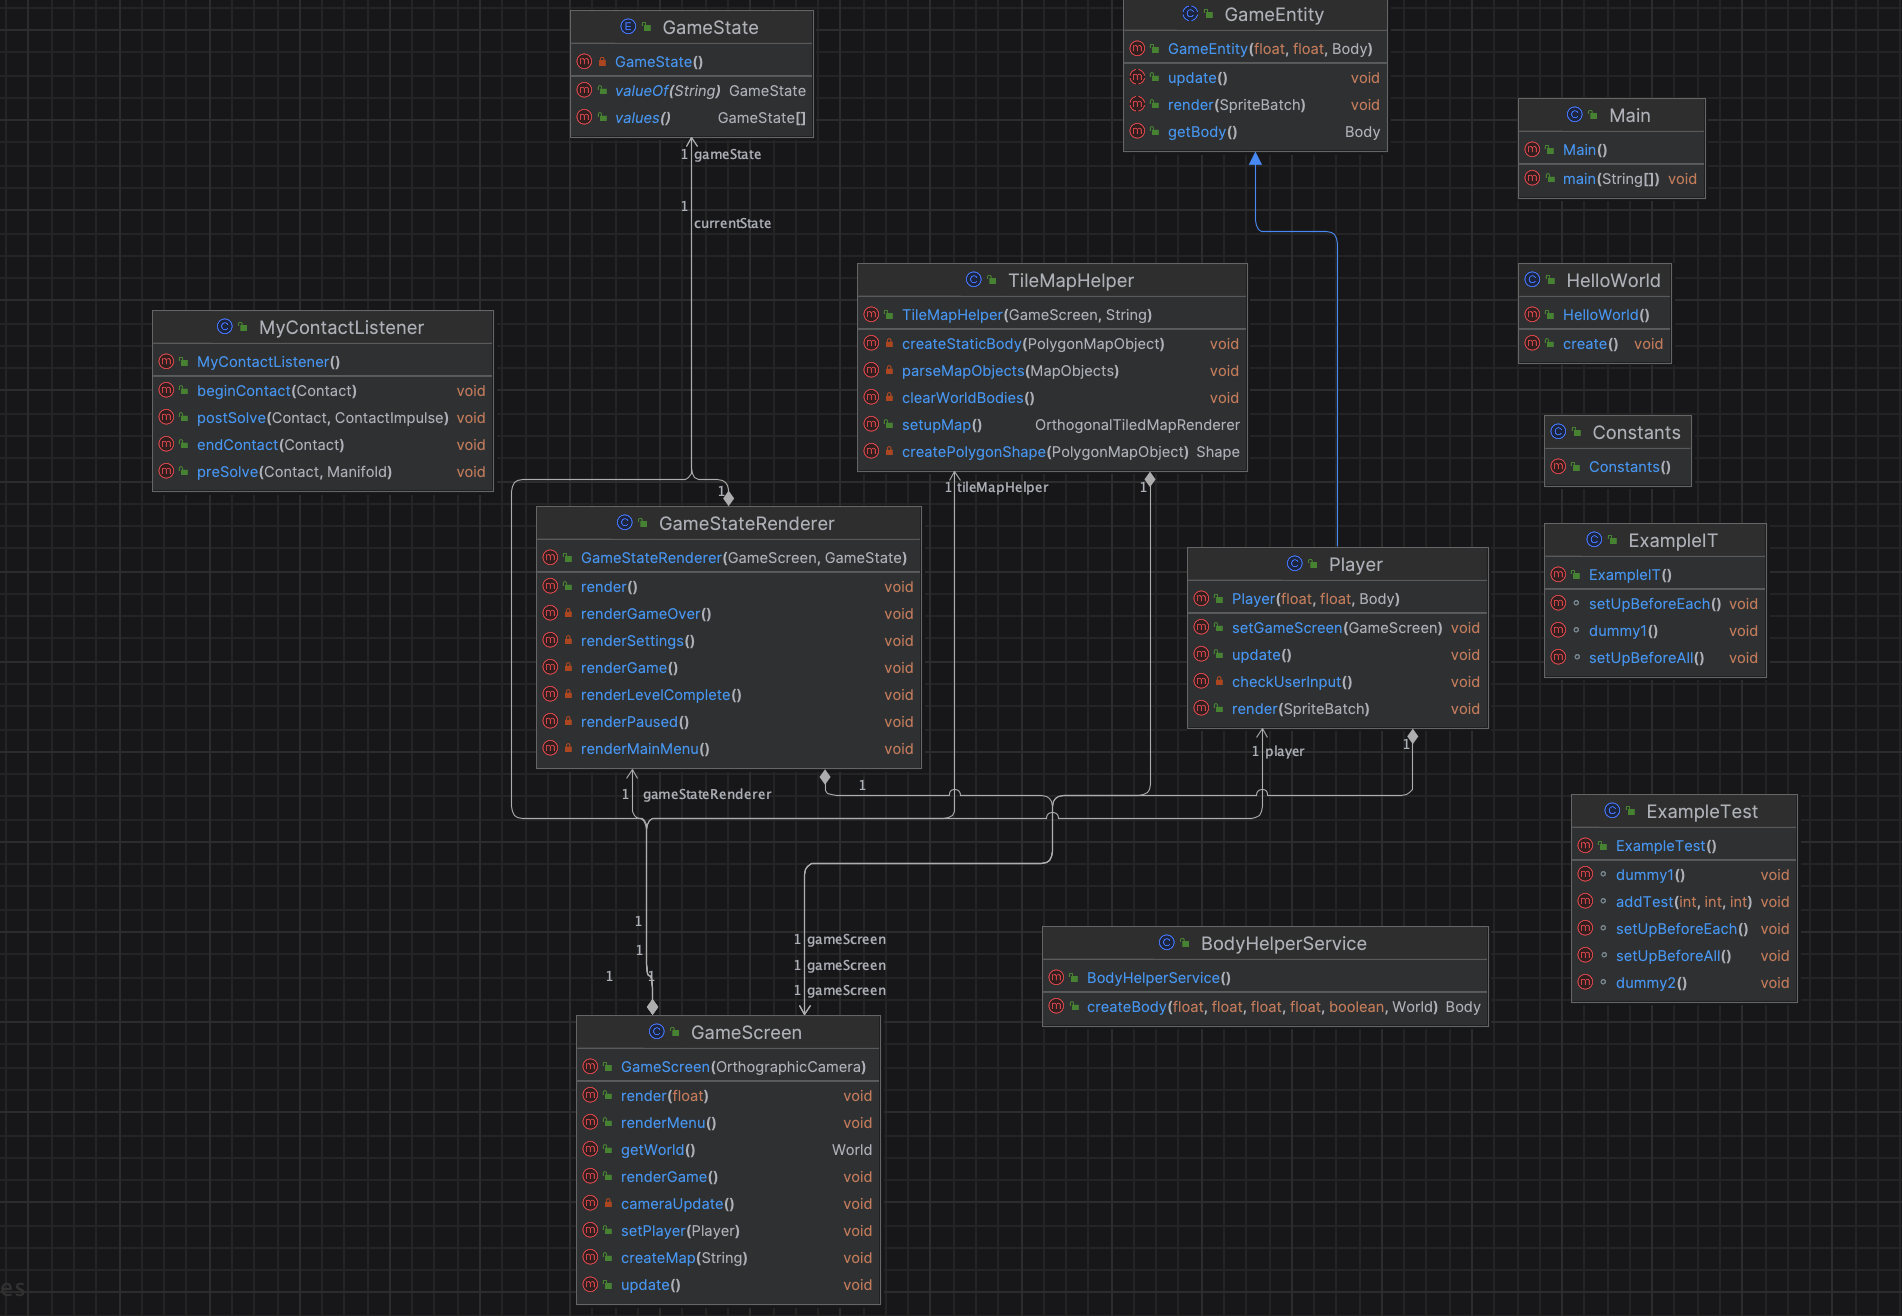 GameState
GameState()
valueOf(String) GameState
values() GameState[]
1 gameState
1
currentState
GameEntity
GameEntity(float, float, Body)
update() void
render(SpriteBatch) void
getBody() Body
Main
Main()
main(String[]) void
HelloWorld
HelloWorld()
create() void
TileMapHelper
TileMapHelper(GameScreen, String)
createStaticBody(PolygonMapObject) void
parseMapObjects(MapObjects) void
clearWorldBodies() void
setupMap() OrthogonalTiledMapRenderer
createPolygonShape(PolygonMapObject) Shape
1 tileMapHelper
1
MyContactListener
MyContactListener()
beginContact(Contact) void
postSolve(Contact, ContactImpulse) void
endContact(Contact) void
preSolve(Contact, Manifold) void
Constants
Constants()
1
GameStateRenderer
GameStateRenderer(GameScreen, GameState)
render() void
renderGameOver() void
renderSettings() void
renderGame() void
renderLevelComplete() void
renderPaused() void
renderMainMenu() void
1
1 gameStateRenderer
Player
Player(float, float, Body)
setGameScreen(GameScreen) void
update() void
checkUserInput() void
render(SpriteBatch) void
1 player
1
ExampleIT
ExampleIT()
setUpBeforeEach() void
dummy1() void
setUpBeforeAll() void
ExampleTest
ExampleTest()
dummy1() void
addTest(int, int, int) void
setUpBeforeEach() void
setUpBeforeAll() void
dummy2() void
1
1
1 1
1 gameScreen
1 gameScreen
1 gameScreen
BodyHelperService
BodyHelperService()
createBody(float, float, float, float, boolean, World) Body
GameScreen
GameScreen(OrthographicCamera)
render(float) void
renderMenu() void
getWorld() World
renderGame() void
cameraUpdate() void
setPlayer(Player) void
createMap(String) void
update() void
es